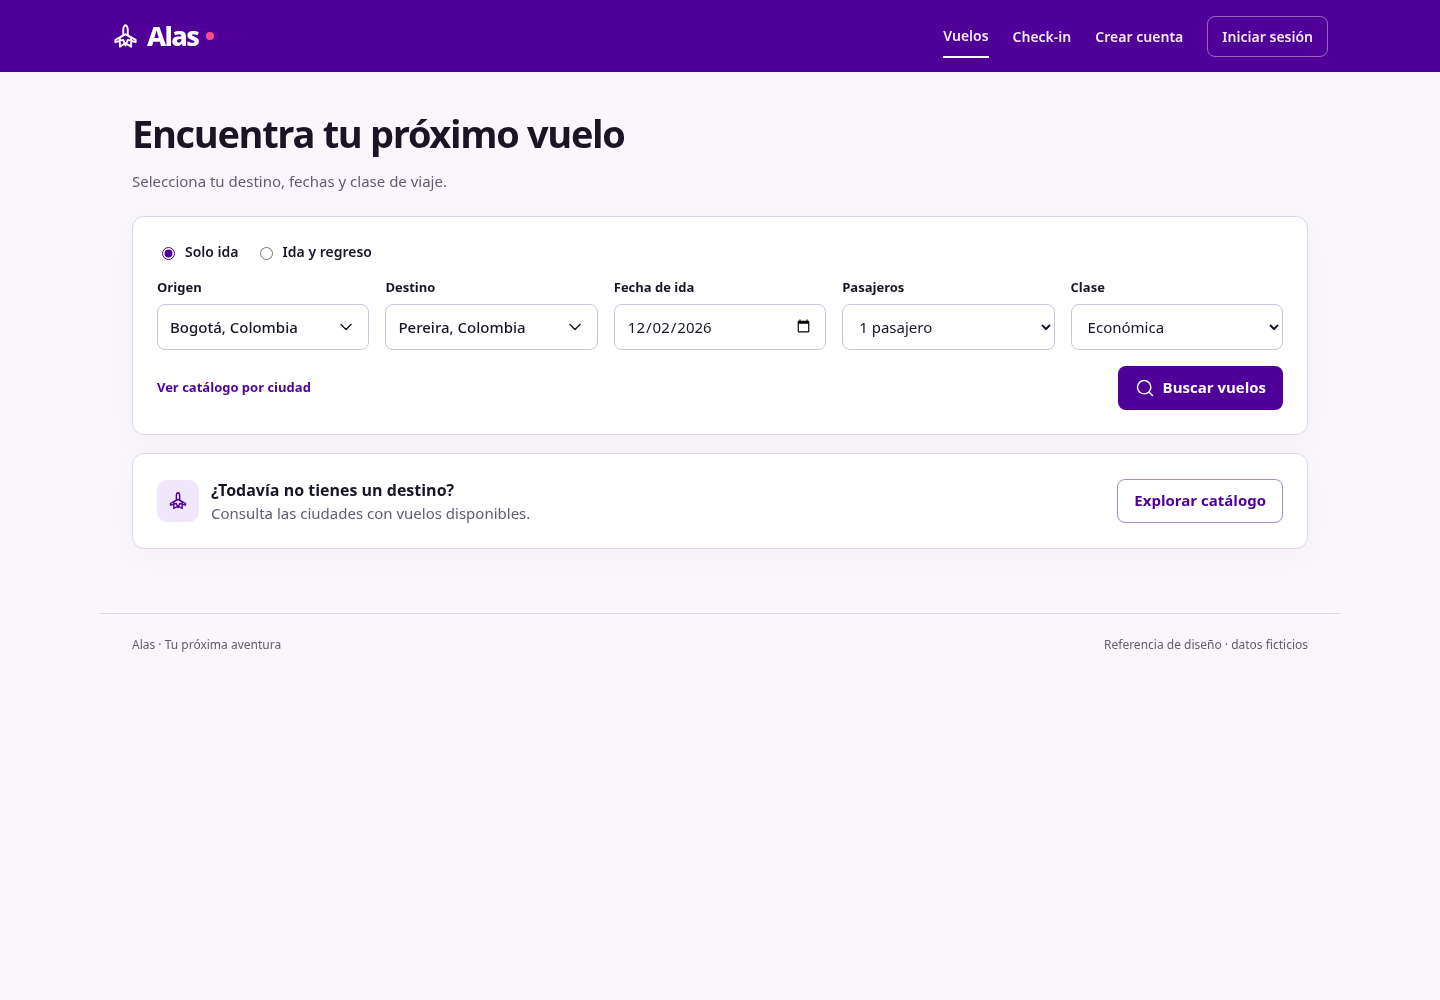 Alas
Vuelos Check-in Crear cuenta Iniciar sesión
Encuentra tu próximo vuelo
Selecciona tu destino, fechas y clase de viaje.
Solo ida Ida y regreso
Origen Destino Fecha de ida Pasajeros Clase
Bogotá, Colombia Pereira, Colombia 12/02/2026 1 pasajero Económica
Ver catálogo por ciudad Buscar vuelos
¿Todavía no tienes un destino?
Consulta las ciudades con vuelos disponibles.
Explorar catálogo
Alas · Tu próxima aventura Referencia de diseño · datos ficticios